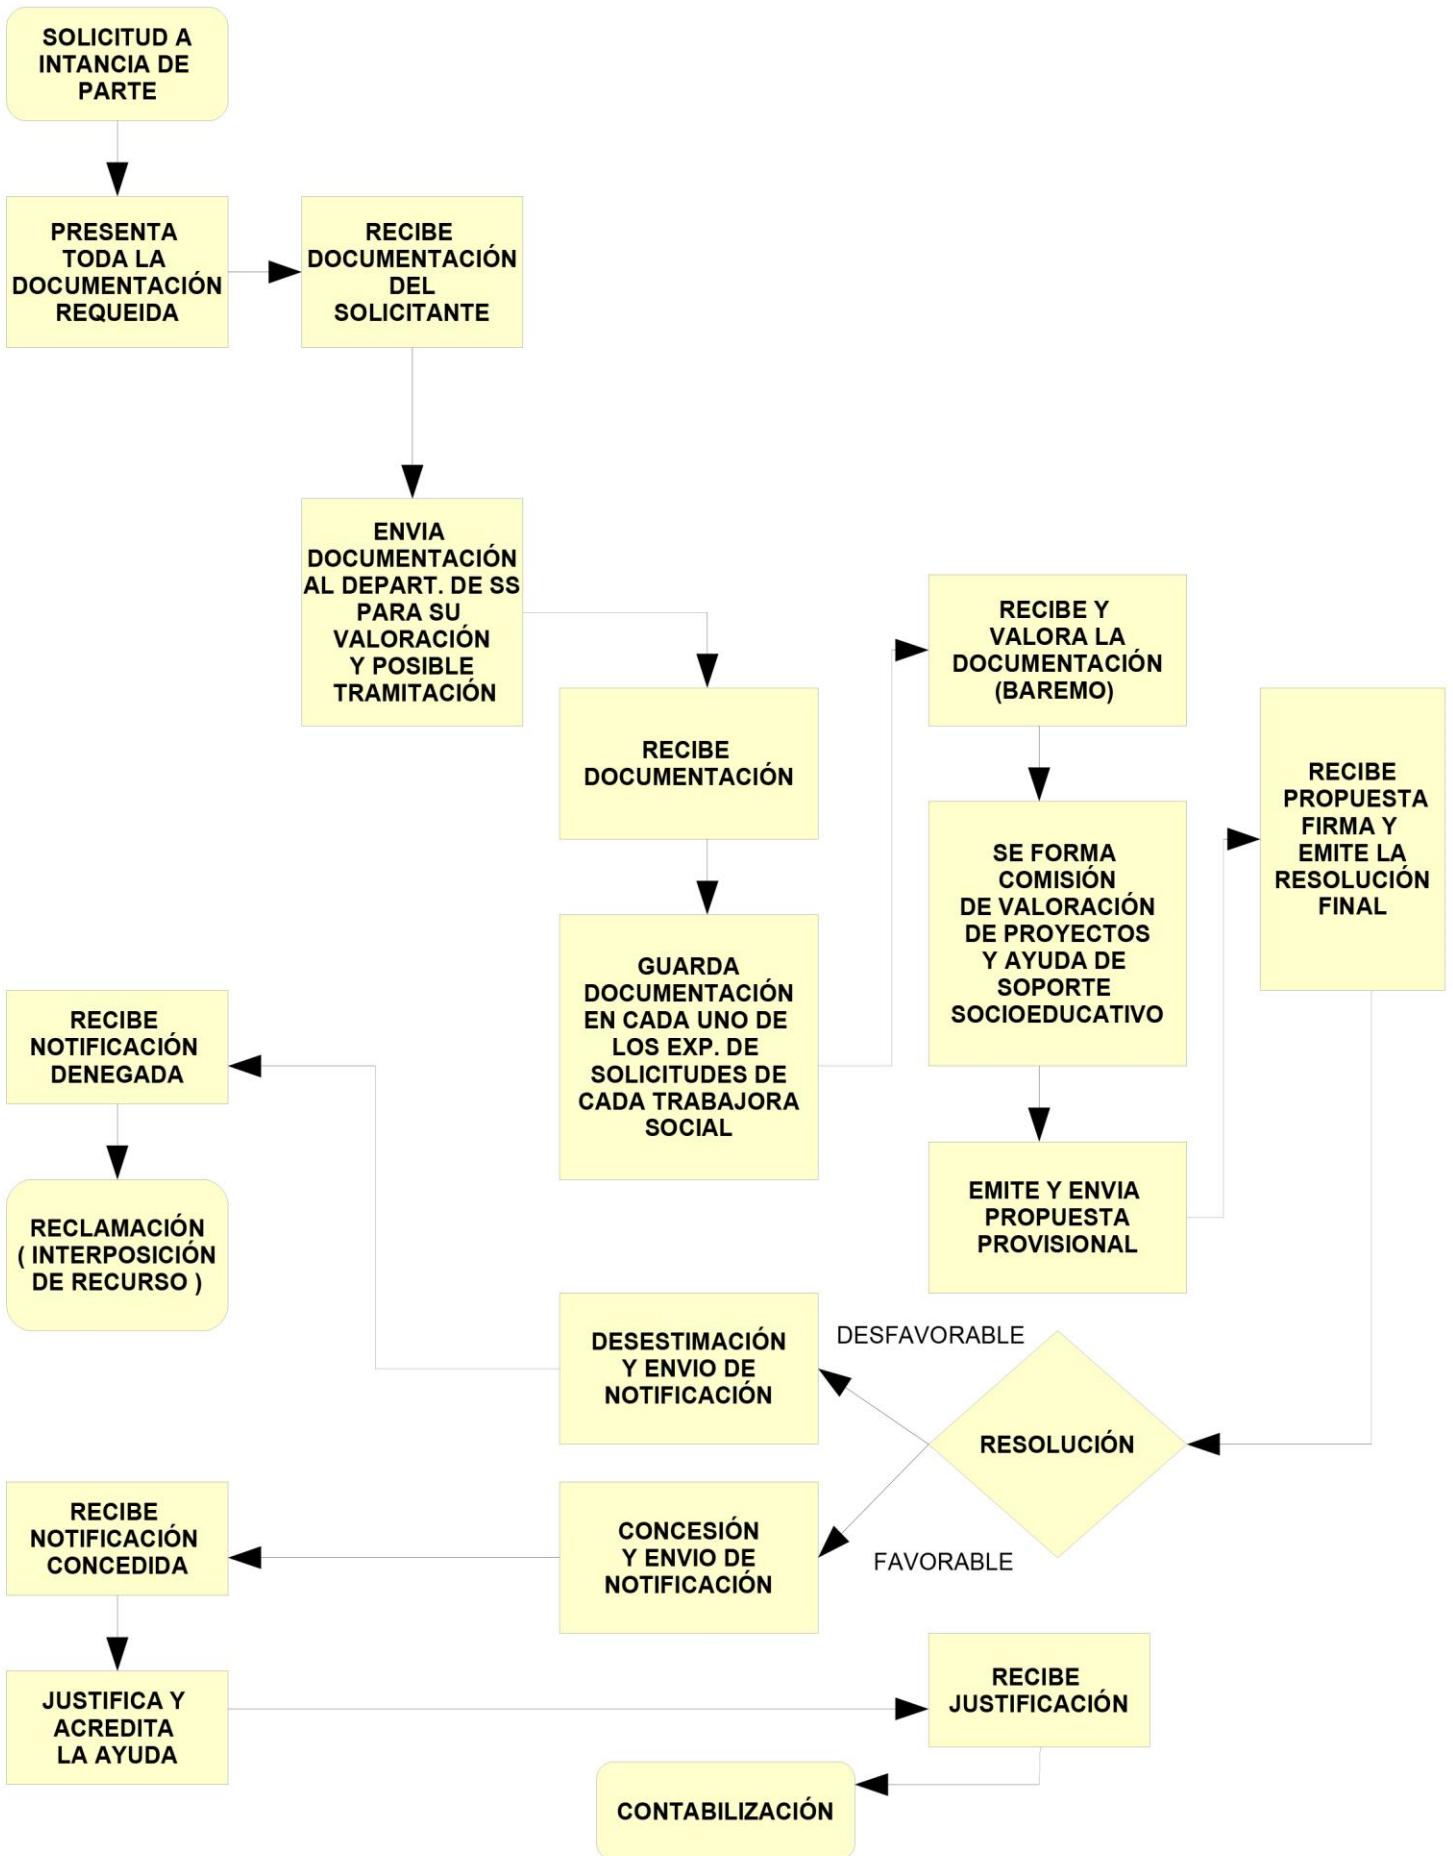 SOLICITUD A
INTANCIA DE
PARTE
PRESENTA
TODA LA
DOCUMENTACIÓN
REQUEIDA
RECIBE
DOCUMENTACIÓN
DEL
SOLICITANTE
ENVIA
DOCUMENTACIÓN
AL DEPART. DE SS
PARA SU
VALORACIÓN
Y POSIBLE
TRAMITACIÓN
RECIBE
DOCUMENTACIÓN
GUARDA
DOCUMENTACIÓN
EN CADA UNO DE
LOS EXP. DE
SOLICITUDES DE
CADA TRABAJORA
SOCIAL
RECIBE Y
VALORA LA
DOCUMENTACIÓN
(BAREMO)
SE FORMA
COMISIÓN
DE VALORACIÓN
DE PROYECTOS
Y AYUDA DE
SOPORTE
SOCIOEDUCATIVO
EMITE Y ENVIA
PROPUESTA
PROVISIONAL
RECIBE
PROPUESTA
FIRMA Y
EMITE LA
RESOLUCIÓN
FINAL
RESOLUCIÓN
DESFAVORABLE
DESESTIMACIÓN
Y ENVIO DE
NOTIFICACIÓN
RECIBE
NOTIFICACIÓN
DENEGADA
RECLAMACIÓN
( INTERPOSICIÓN
DE RECURSO )
FAVORABLE
CONCESIÓN
Y ENVIO DE
NOTIFICACIÓN
RECIBE
NOTIFICACIÓN
CONCEDIDA
JUSTIFICA Y
ACREDITA
LA AYUDA
RECIBE
JUSTIFICACIÓN
CONTABILIZACIÓN